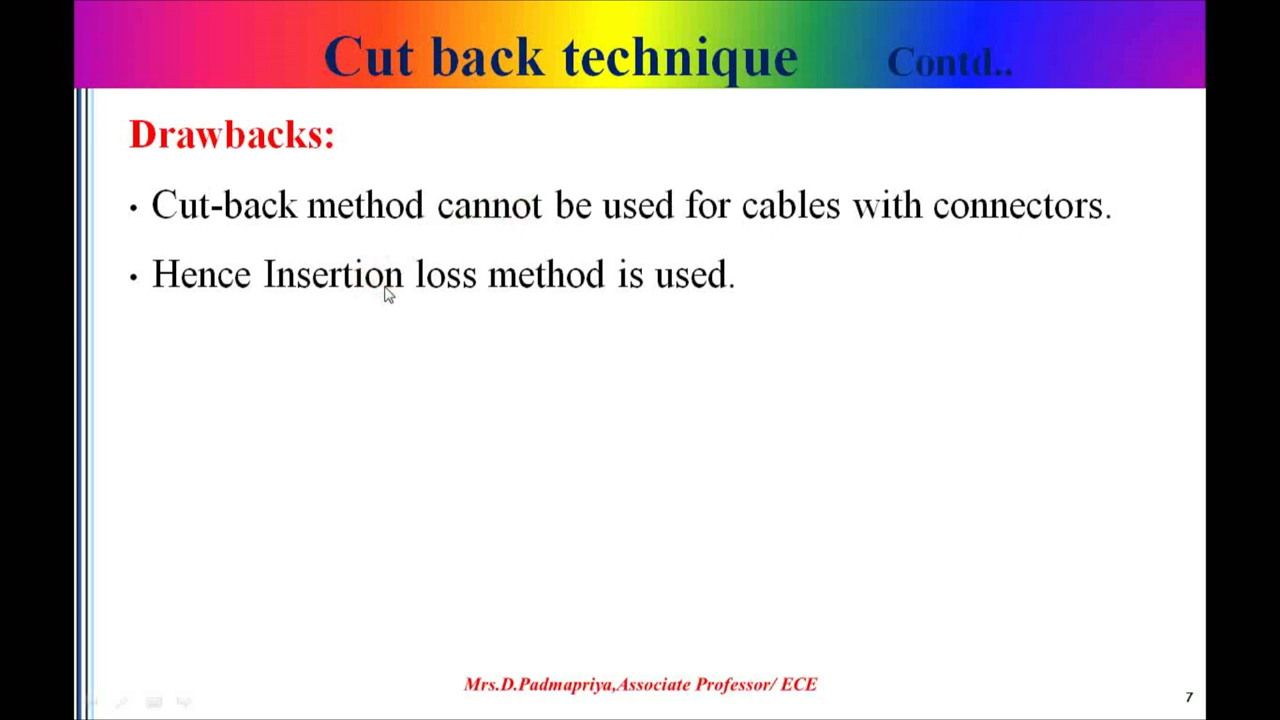 Cut back technique Contd..
Drawbacks:
• Cut-back method cannot be used for cables with connectors.
• Hence Insertion loss method is used.
Mrs.D.Padmapriya,Associate Professor/ ECE
7